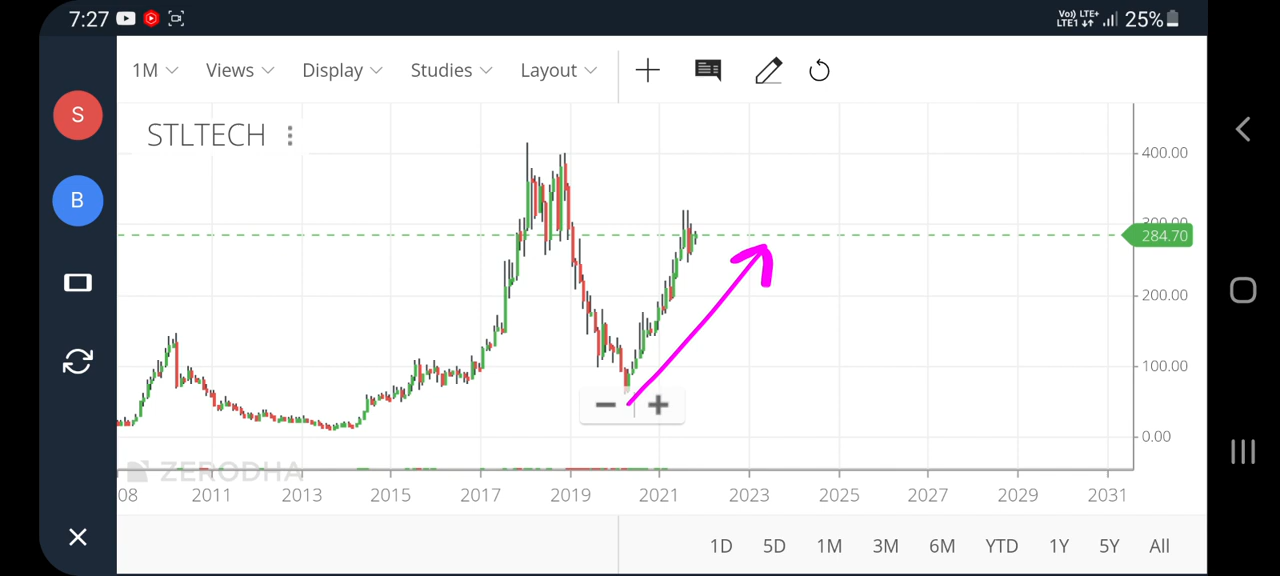 7:27
Vo)) LTE+
LTE1 25%
1M Views Display Studies Layout
S
STLTECH
B
400.00
300.00
284.70
200.00
100.00
0.00
ZERODHA
08 2011 2013 2015 2017 2019 2021 2023 2025 2027 2029 2031
1D 5D 1M 3M 6M YTD 1Y 5Y All